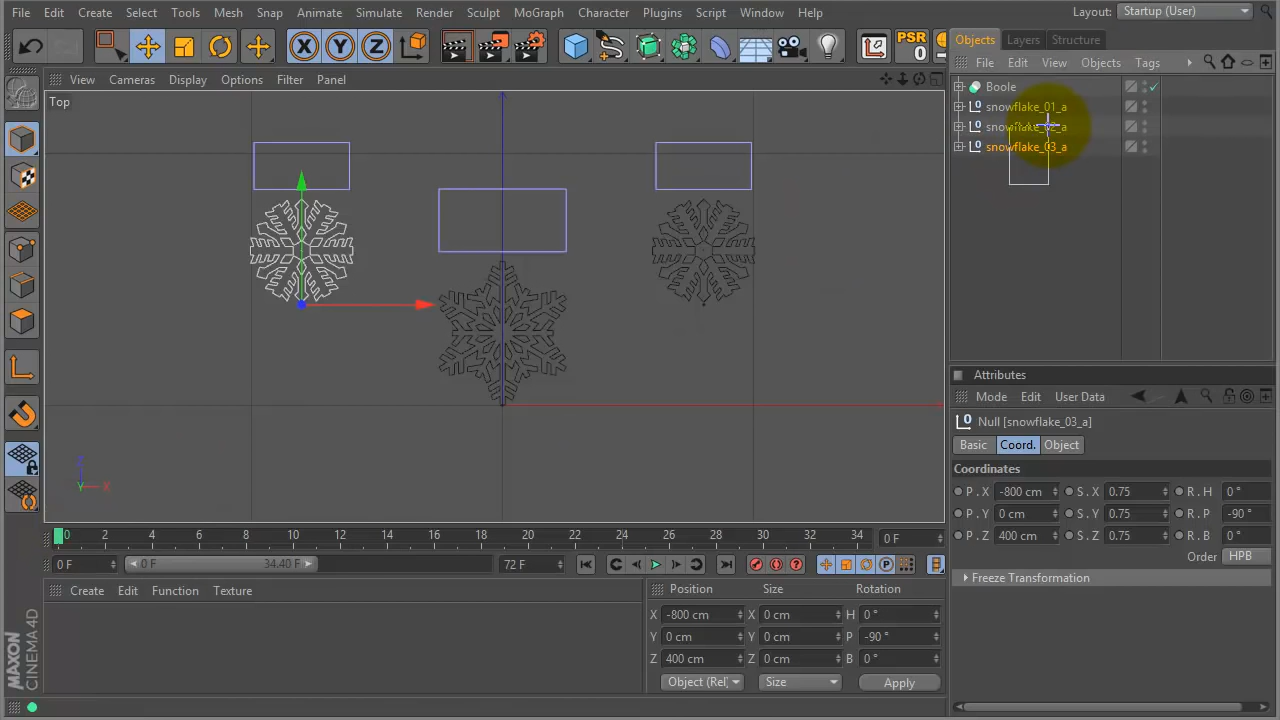 File Edit Create Select Tools Mesh Snap Animate Simulate Render Sculpt MoGraph Character Plugins Script Window Help Layout: Startup (User)
X Y Z PSR 0
View Cameras Display Options Filter Panel
Top
Z
Y X
Objects Layers Structure
File Edit View Objects Tags
Boole
snowflake_01_a
snowflake_02_a
snowflake_03_a
Attributes
Mode Edit User Data
Null [snowflake_03_a]
Basic Coord. Object
Coordinates
P . X -800 cm S . X 0.75 R . H 0 °
P . Y 0 cm S . Y 0.75 R . P -90 °
P . Z 400 cm S . Z 0.75 R . B 0 °
Order HPB
Freeze Transformation
0 2 4 6 8 10 12 14 16 18 20 22 24 26 28 30 32 34 0 F
0 F 0 F 34.40 F 72 F
Create Edit Function Texture
Position Size Rotation
X -800 cm X 0 cm H 0 °
Y 0 cm Y 0 cm P -90 °
Z 400 cm Z 0 cm B 0 °
Object (Rel Size Apply
MAXON
CINEMA 4D